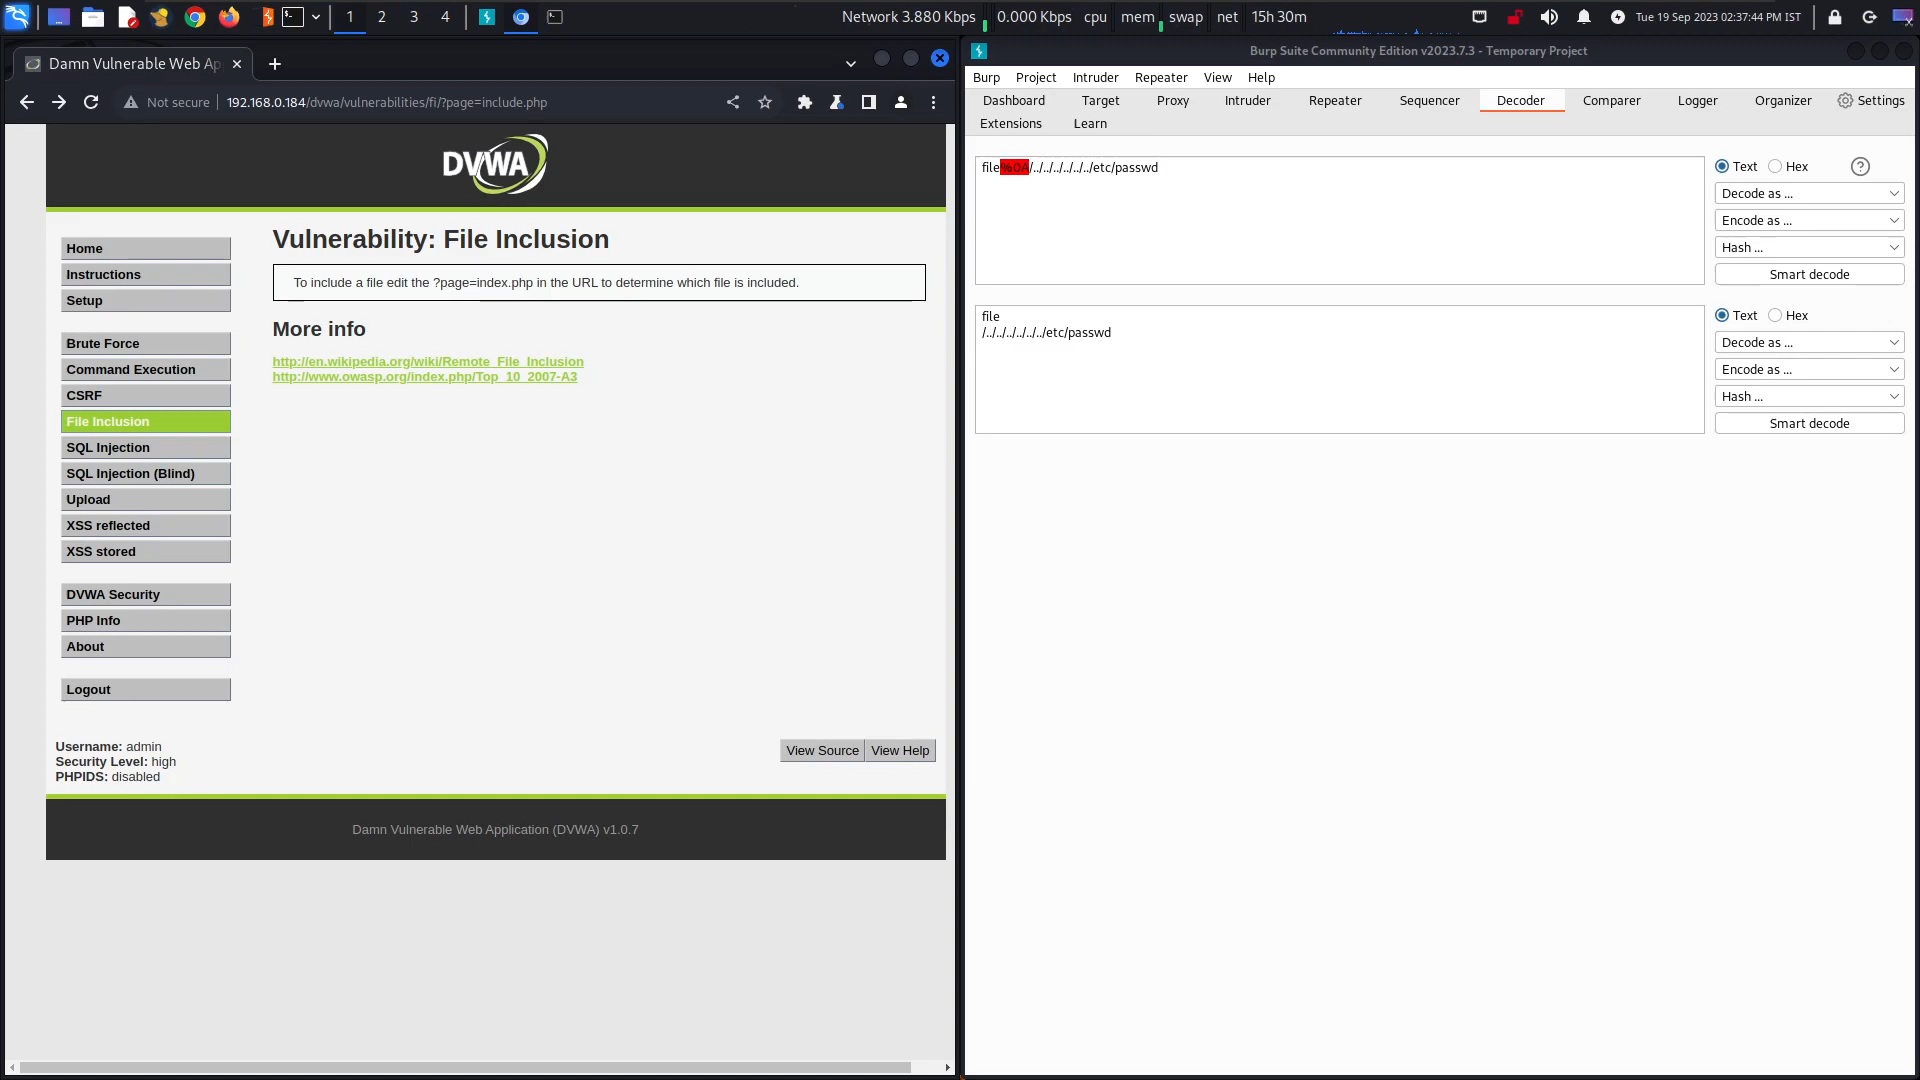 1 2 3 4
Network 3.880 Kbps 0.000 Kbps cpu mem swap net 15h 30m
Tue 19 Sep 2023 02:37:44 PM IST
Damn Vulnerable Web Ap
Not secure 192.168.0.184/dvwa/vulnerabilities/fi/?page=include.php
DVWA
Home
Instructions
Setup
Brute Force
Command Execution
CSRF
File Inclusion
SQL Injection
SQL Injection (Blind)
Upload
XSS reflected
XSS stored
DVWA Security
PHP Info
About
Logout
Vulnerability: File Inclusion
To include a file edit the ?page=index.php in the URL to determine which file is included.
More info
http://en.wikipedia.org/wiki/Remote_File_Inclusion
http://www.owasp.org/index.php/Top_10_2007-A3
Username: admin
Security Level: high
PHPIDS: disabled
View Source View Help
Damn Vulnerable Web Application (DVWA) v1.0.7
Burp Suite Community Edition v2023.7.3 - Temporary Project
Burp Project Intruder Repeater View Help
Dashboard Target Proxy Intruder Repeater Sequencer Decoder Comparer Logger Organizer Settings
Extensions Learn
file%0A/../../../../../../etc/passwd
Text Hex ?
Decode as ...
Encode as ...
Hash ...
Smart decode
file
/../../../../../../etc/passwd
Text Hex
Decode as ...
Encode as ...
Hash ...
Smart decode